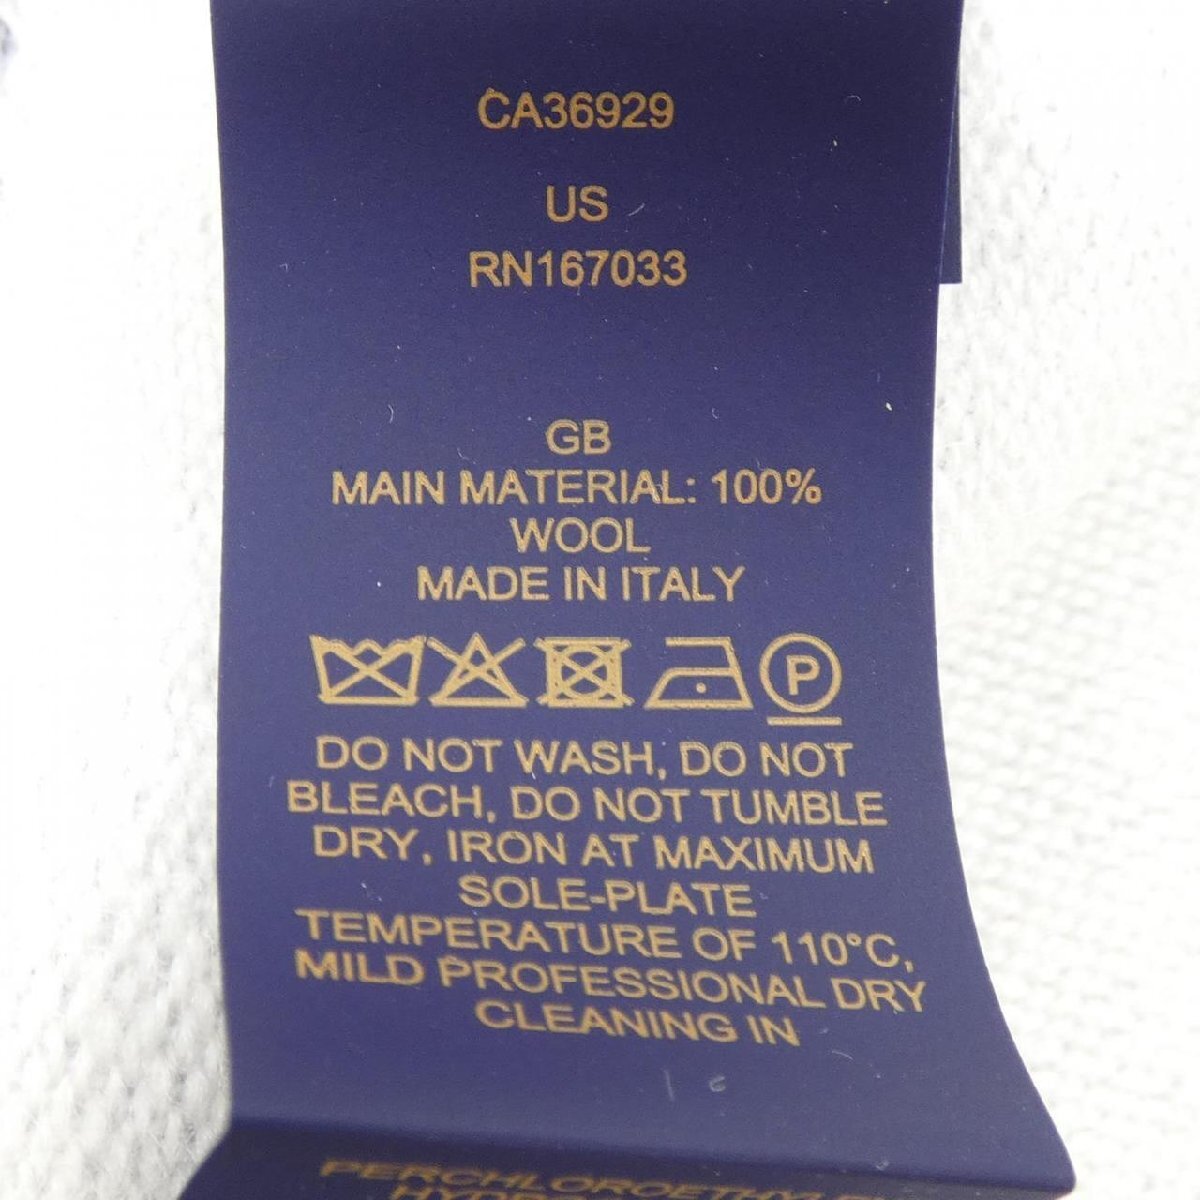 CA36929
US
RN167033
GB
MAIN MATERIAL: 100%
WOOL
MADE IN ITALY
P
DO NOT WASH, DO NOT
BLEACH, DO NOT TUMBLE
DRY, IRON AT MAXIMUM
SOLE-PLATE
TEMPERATURE OF 110°C,
MILD PROFESSIONAL DRY
CLEANING IN